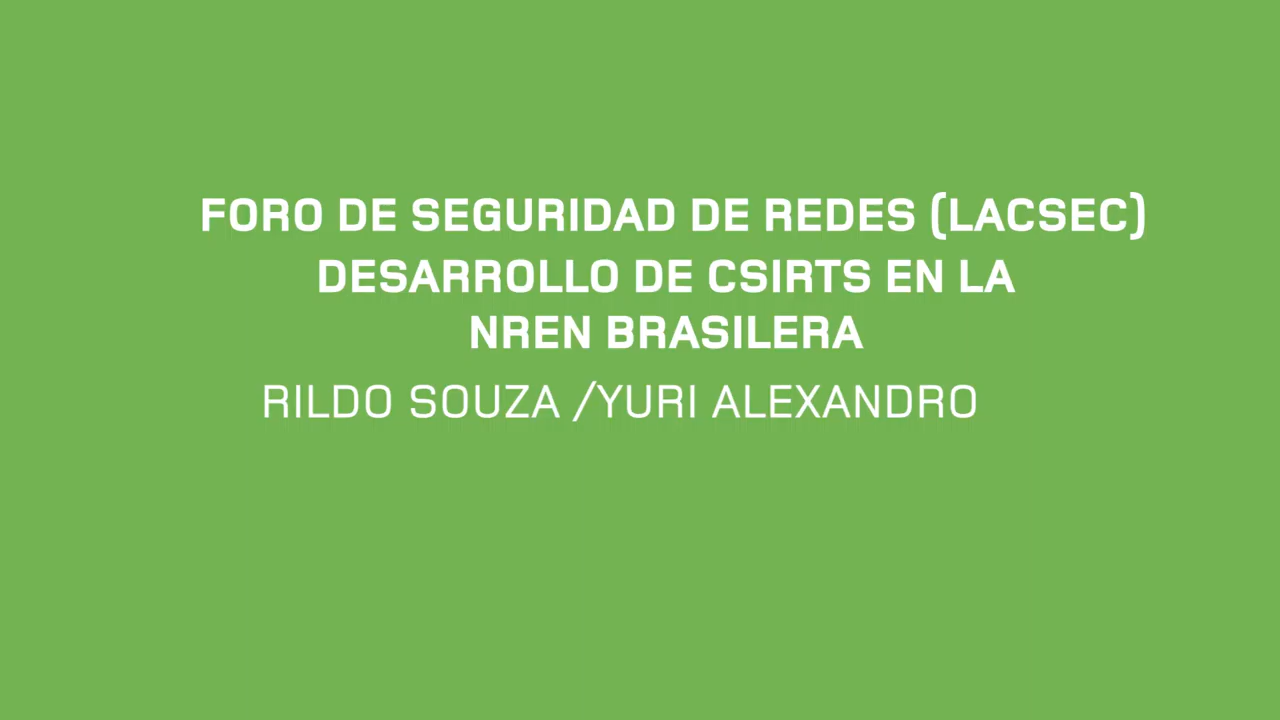 FORO DE SEGURIDAD DE REDES (LACSEC)
DESARROLLO DE CSIRTS EN LA
NREN BRASILERA
RILDO SOUZA /YURI ALEXANDRO